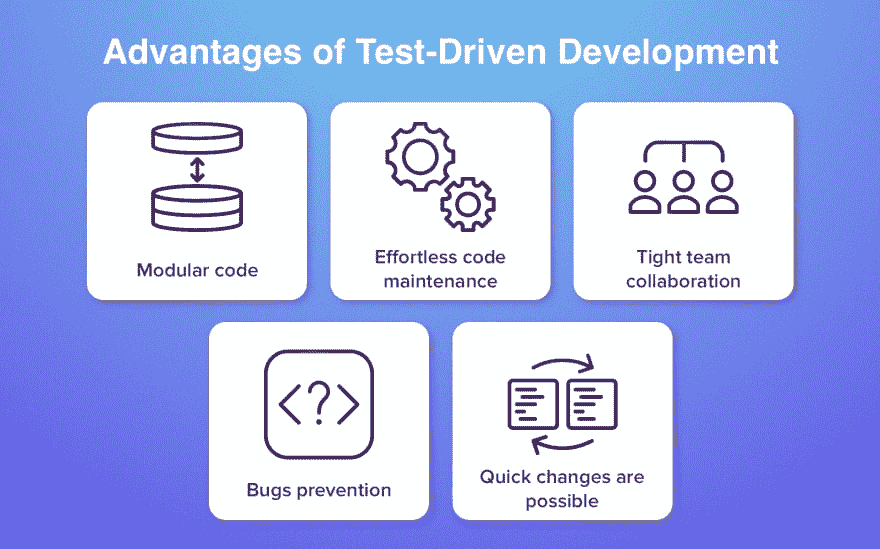 Advantages of Test-Driven Development
Modular code
Effortless code
maintenance
Tight team
collaboration
<?>
Bugs prevention
Quick changes are
possible